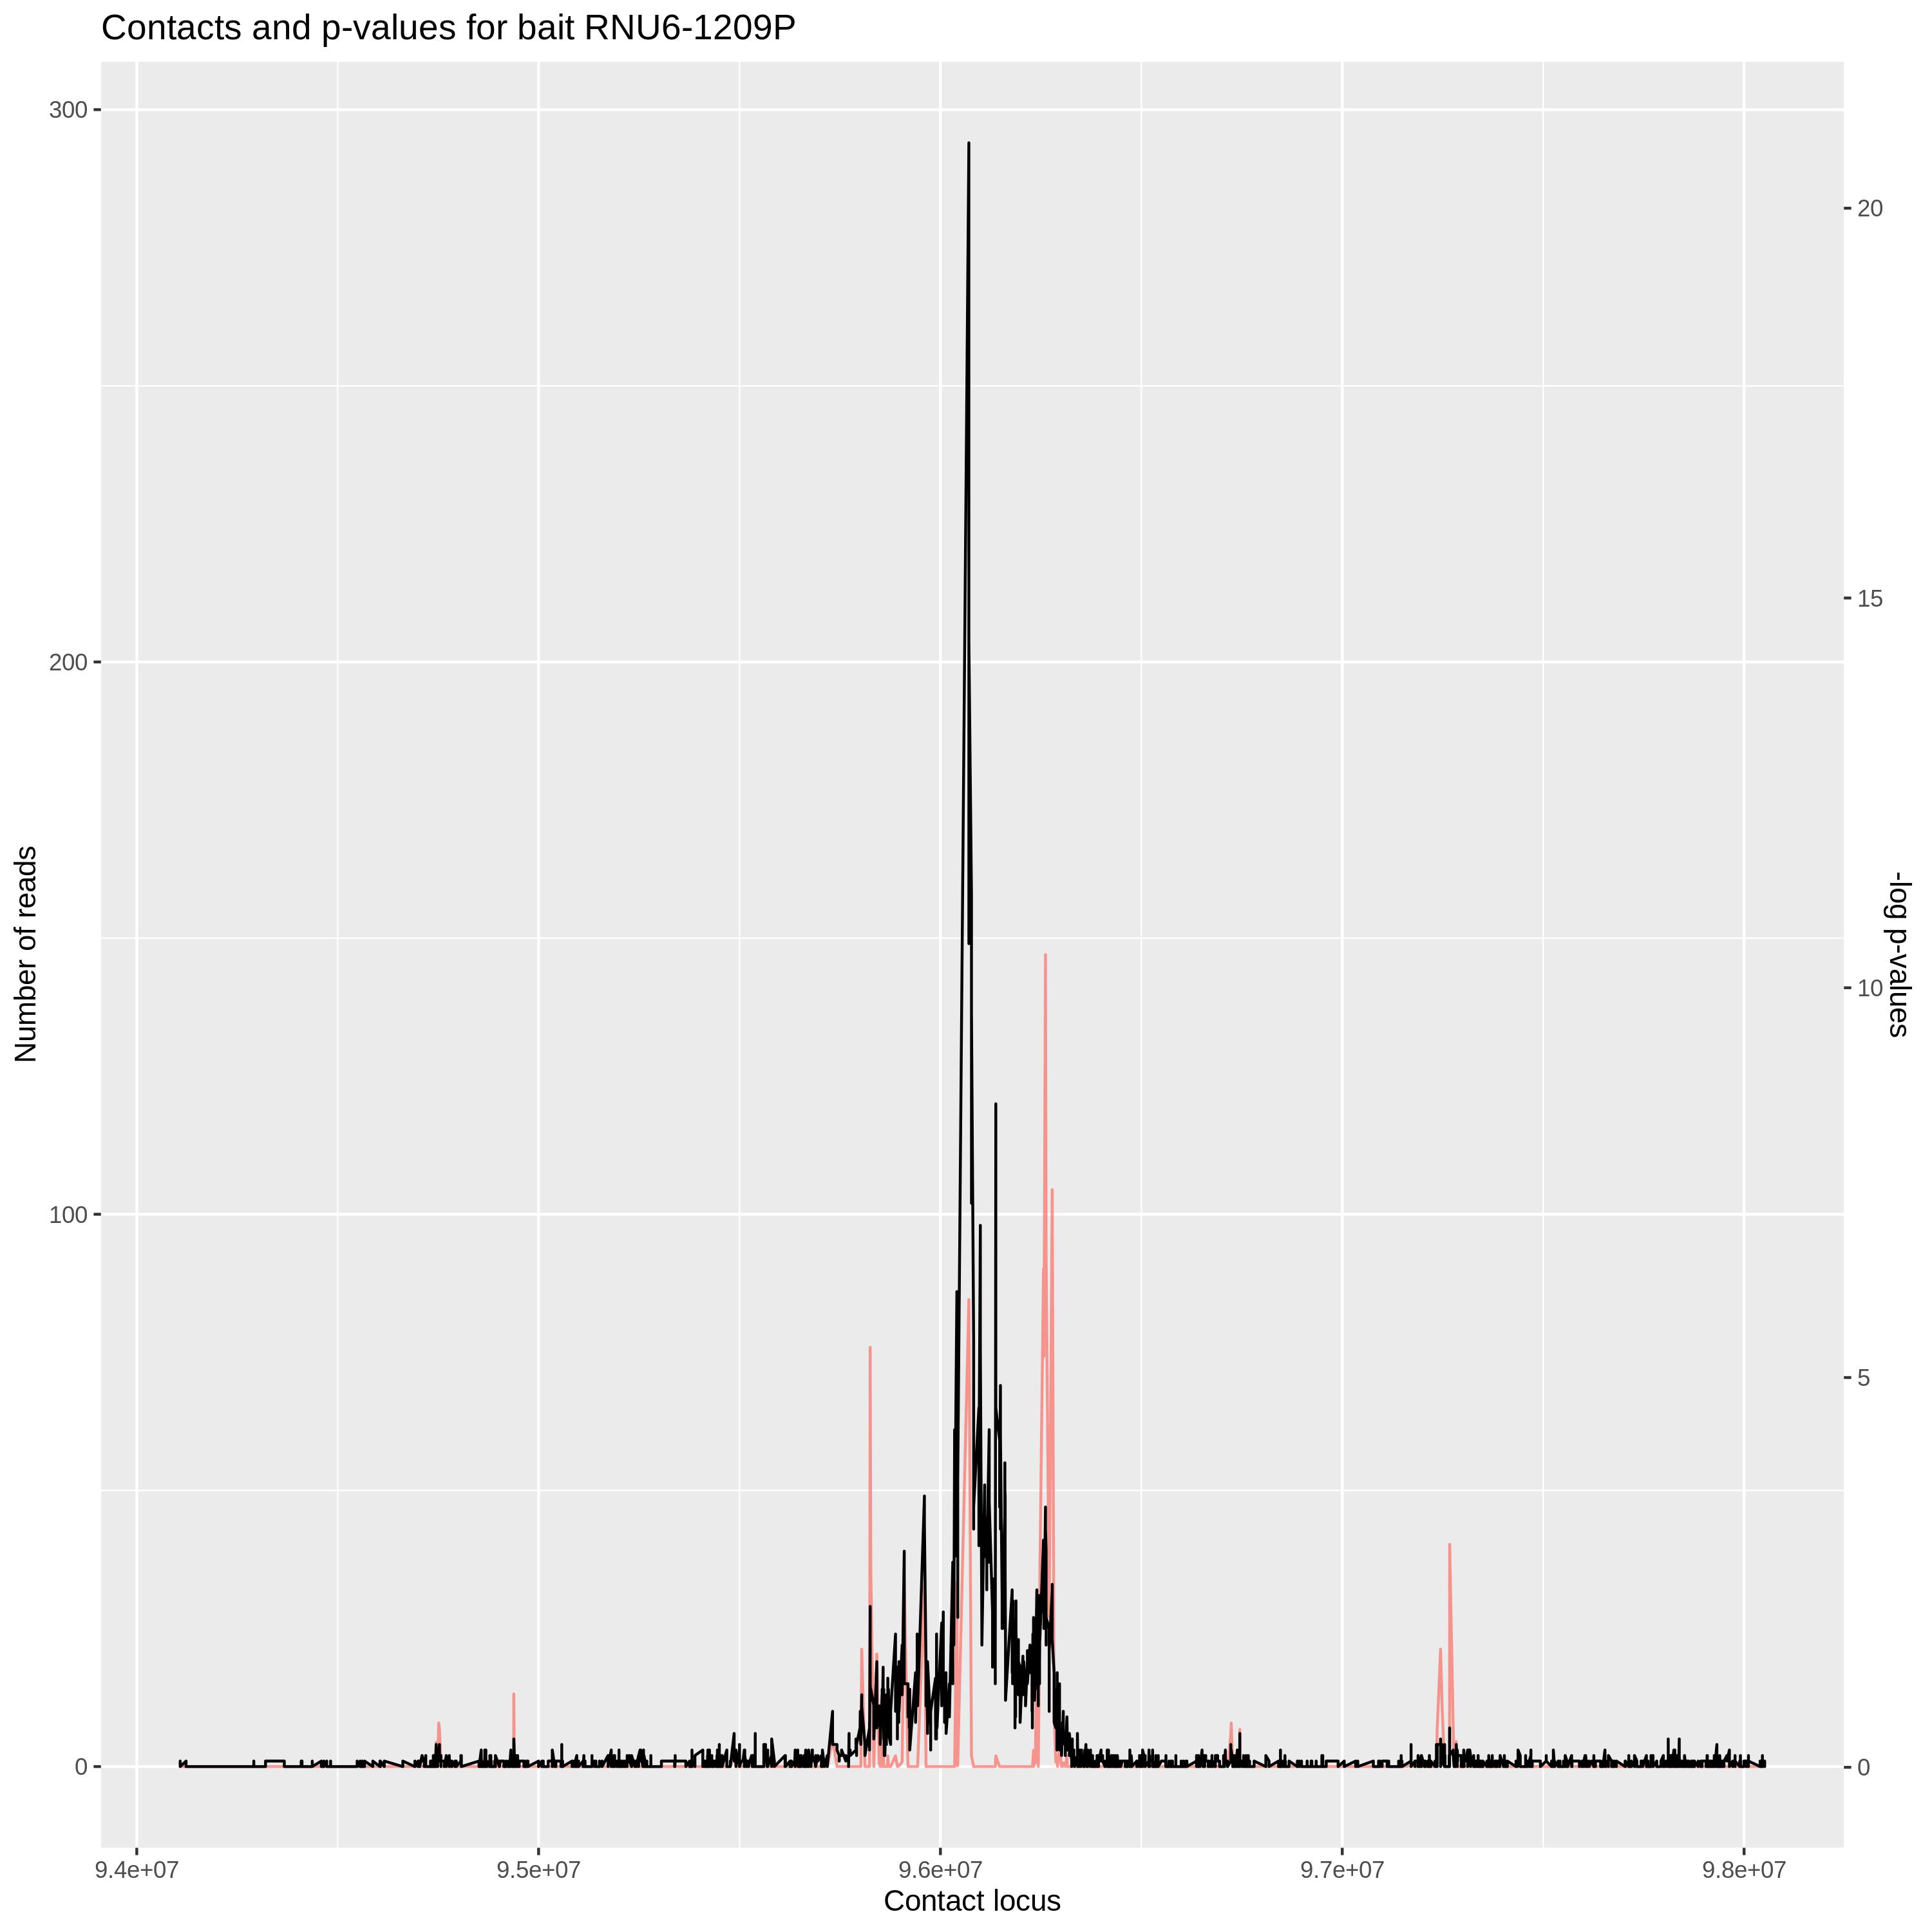 Contacts and p-values for bait RNU6-1209P
300
200
100
0
Number of reads
20
15
10
5
0
-log p-values
9.4e+07 9.5e+07 9.6e+07 9.7e+07 9.8e+07
Contact locus